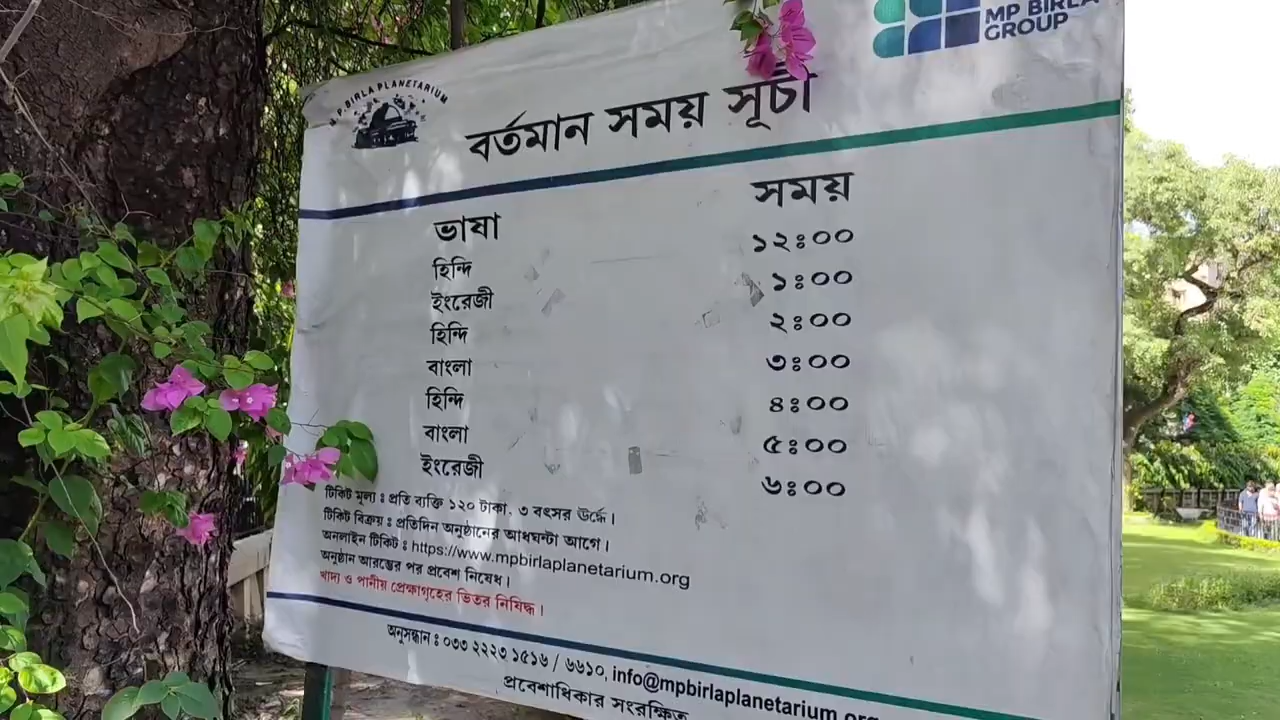 MP BIRLA
GROUP
M.P. BIRLA PLANETARIUM
বর্তমান সময় সূচী
ভাষা সময়
হিন্দি ১২ঃ০০
ইংরেজী ১ঃ০০
হিন্দি ২ঃ০০
বাংলা ৩ঃ০০
হিন্দি ৪ঃ০০
বাংলা ৫ঃ০০
ইংরেজী ৬ঃ০০
টিকিট মূল্য ঃ প্রতি ব্যক্তি ১২০ টাকা, ৩ বৎসর ঊর্দ্ধে।
টিকিট বিক্রয় ঃ প্রতিদিন অনুষ্ঠানের আধঘন্টা আগে।
অনলাইন টিকিট ঃ https://www.mpbirlaplanetarium.org
অনুষ্ঠান আরম্ভের পর প্রবেশ নিষেধ।
খাদ্য ও পানীয় প্রেক্ষাগৃহের ভিতর নিষিদ্ধ।
অনুসন্ধান ঃ ০৩৩ ২২২৩ ১৫১৬ / ৬৬১০, info@mpbirlaplanetarium.org
প্রবেশাধিকার সংরক্ষিত